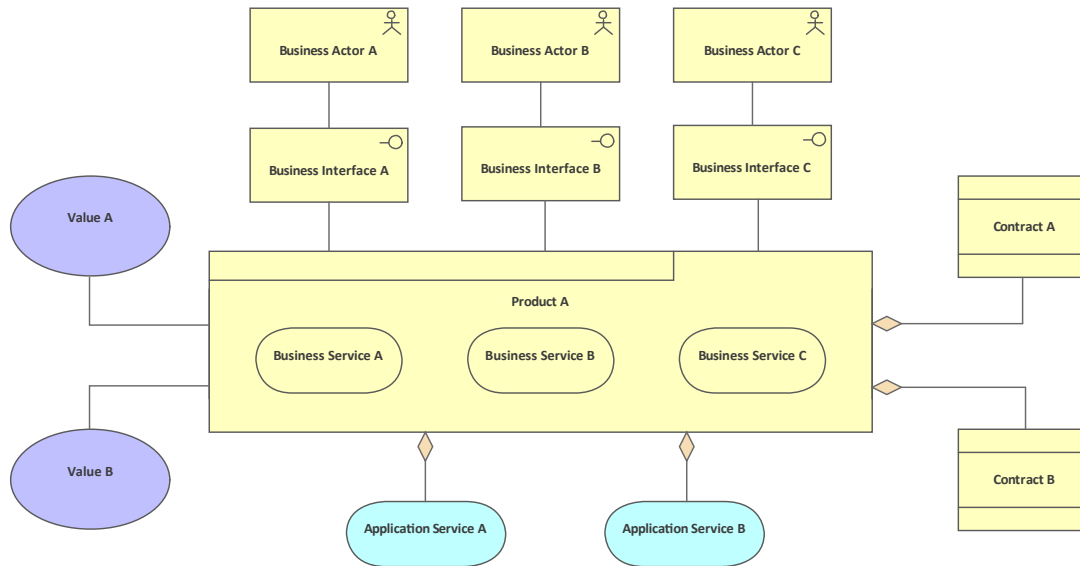 Business Actor A
Business Actor B
Business Actor C
Business Interface A
Business Interface B
Business Interface C
Value A
Contract A
Product A
Business Service A
Business Service B
Business Service C
Value B
Contract B
Application Service A
Application Service B